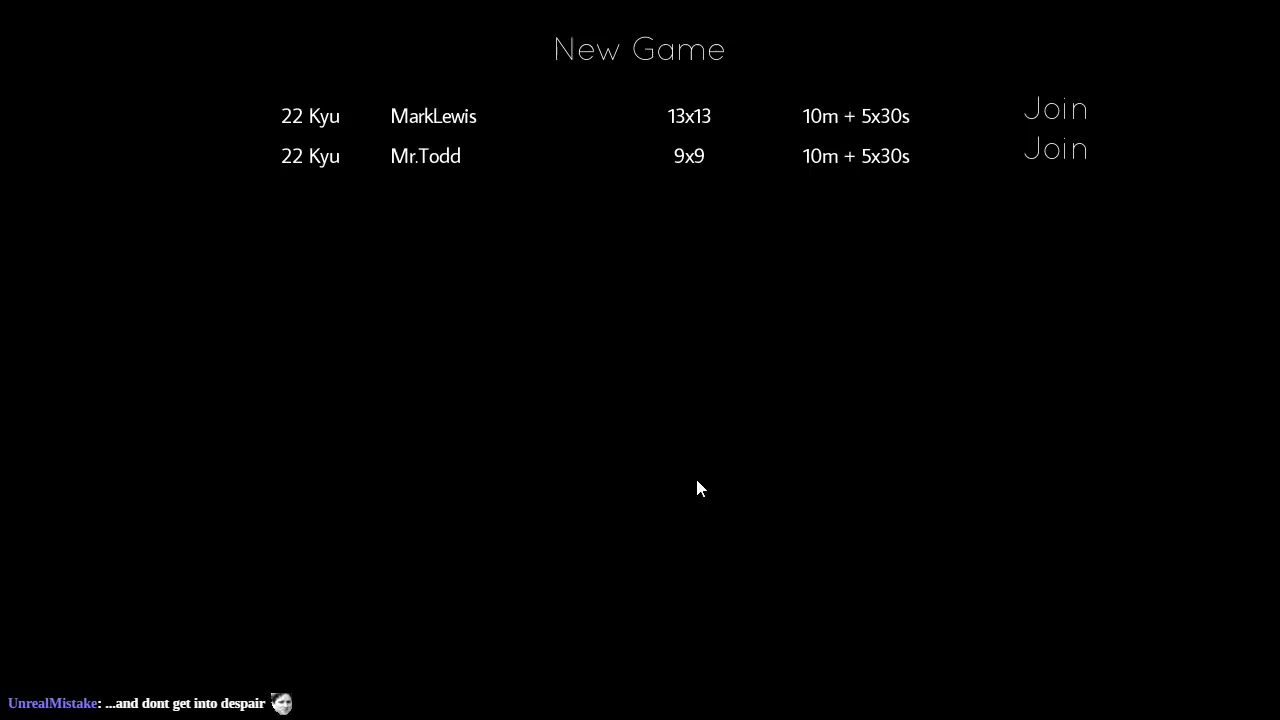 New Game
22 Kyu MarkLewis 13x13 10m + 5x30s Join
22 Kyu Mr.Todd 9x9 10m + 5x30s Join
UnrealMistake: ...and dont get into despair